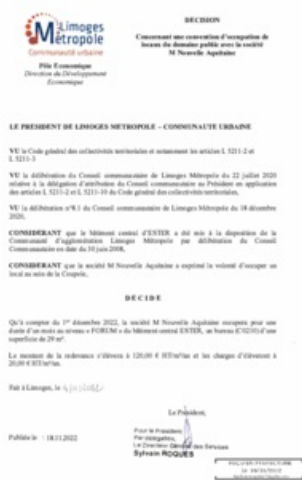 Limoges
Métropole
Communauté urbaine
Pôle Economique
Direction du Développement
Economique
DECISION
Concernant une convention d'occupation de
locaux du domaine public avec la société
M Nouvelle Aquitaine
LE PRESIDENT DE LIMOGES METROPOLE – COMMUNAUTE URBAINE
VU le Code général des collectivités territoriales et notamment les articles L 5211-2 et
L 5211-3
VU la délibération du Conseil communautaire de Limoges Métropole du 22 juillet 2020
relative à la délégation d'attribution du Conseil communautaire au Président en application
des articles L 5211-2 et L 5211-10 du Code général des collectivités territoriales,
VU la délibération n°8.1 du Conseil communautaire de Limoges Métropole du 18 décembre
2020,
CONSIDERANT que le bâtiment central d'ESTER a été mis à la disposition de la
Communauté d'agglomération Limoges Métropole par délibération du Conseil
Communautaire en date du 30 juin 2008,
CONSIDERANT que la société M Nouvelle Aquitaine a exprimé la volonté d'occuper un
local au sein de la Coupole,
DECIDE
Qu'à compter du 1er décembre 2022, la société M Nouvelle Aquitaine occupera pour une
durée d'un mois au niveau « FORUM » du bâtiment central ESTER, un bureau (C0210) d'une
superficie de 29 m².
Le montant de la redevance s'élèvera à 120,00 € HT/m²/an et les charges s'élèveront à
20,00 € HT/m²/an.
Fait à Limoges, le
Le Président,
Pour le Président
Par délégation,
Le Directeur Général des Services
Sylvain ROQUES
Publiée le : 18.11.2022